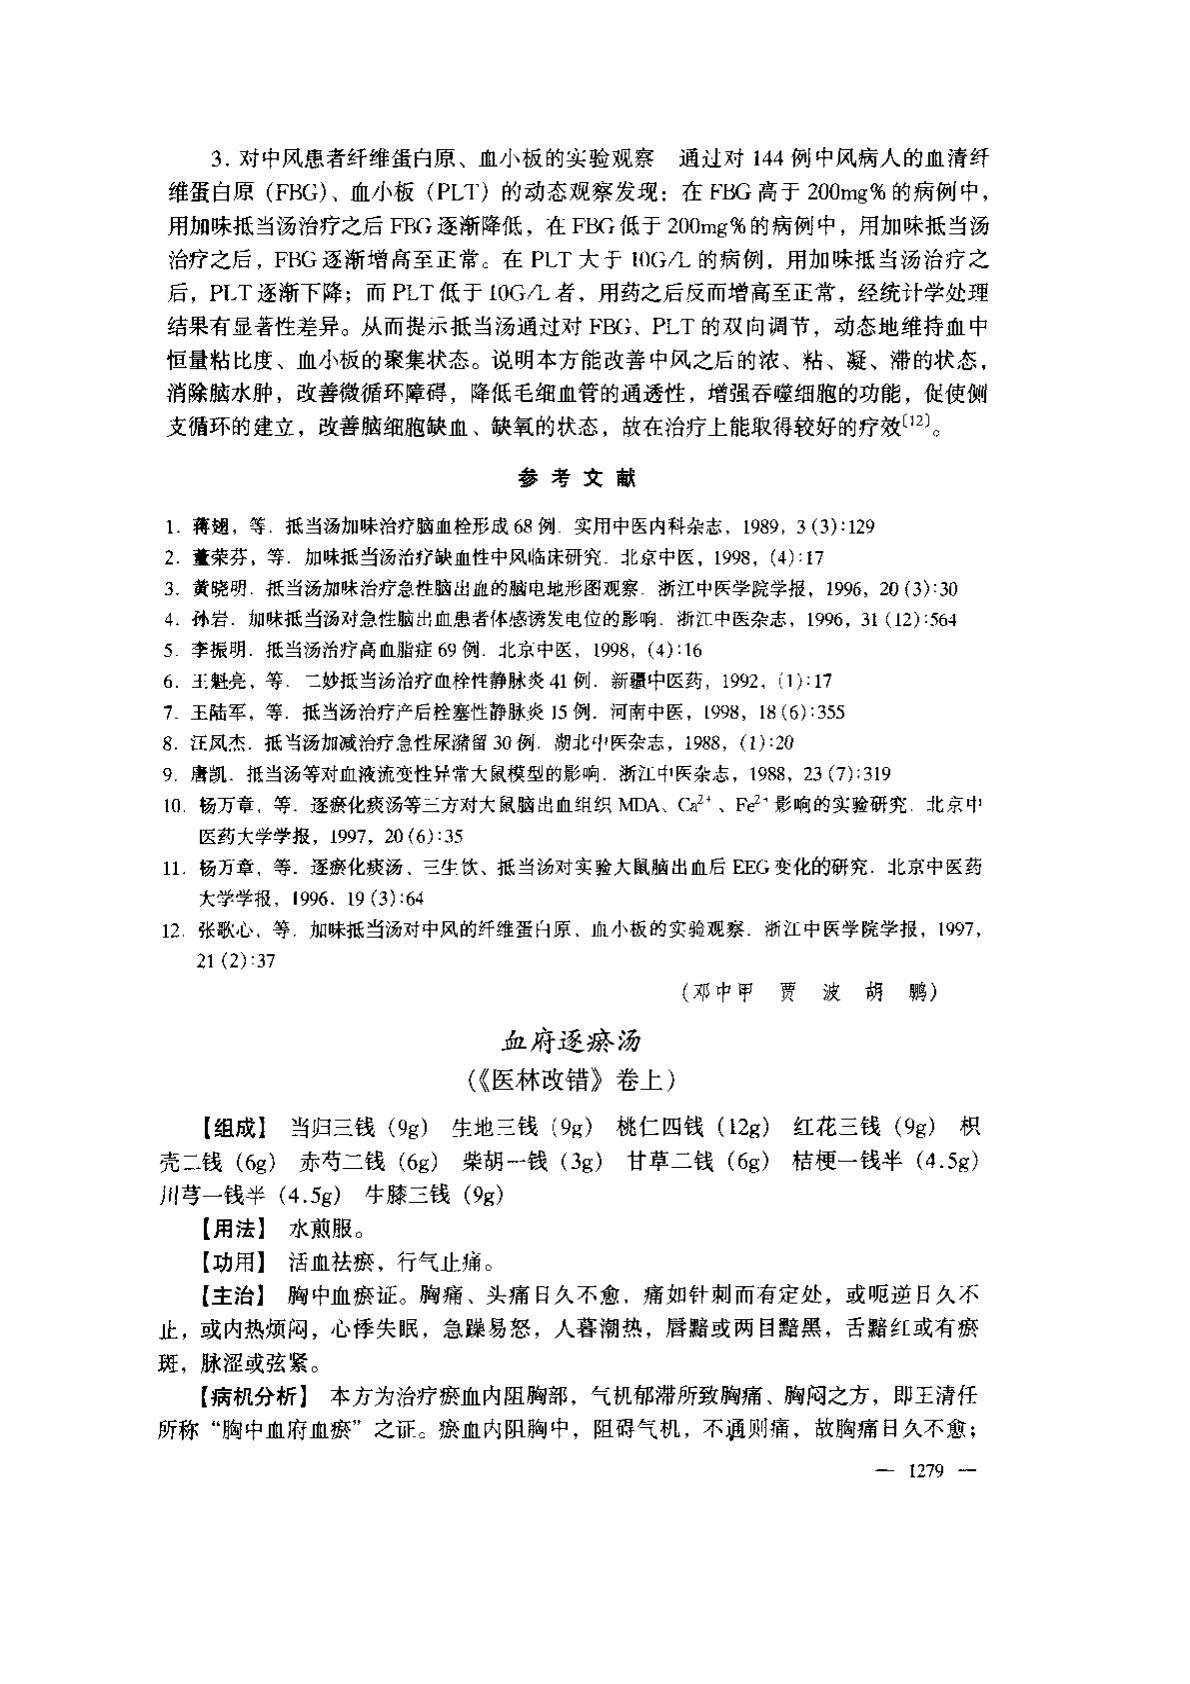 3. 对中风患者纤维蛋白原、血小板的实验观察　通过对 144 例中风病人的血清纤
维蛋白原（FBG）、血小板（PLT）的动态观察发现：在 FBG 高于 200mg% 的病例中，
用加味抵当汤治疗之后 FBG 逐渐降低，在 FBG 低于 200mg% 的病例中，用加味抵当汤
治疗之后，FBG 逐渐增高至正常。在 PLT 大于 10G/L 的病例，用加味抵当汤治疗之
后，PLT 逐渐下降；而 PLT 低于 10G/L 者，用药之后反而增高至正常，经统计学处理
结果有显著性差异。从而提示抵当汤通过对 FBG、PLT 的双向调节，动态地维持血中
恒量粘比度、血小板的聚集状态。说明本方能改善中风之后的浓、粘、凝、滞的状态，
消除脑水肿，改善微循环障碍，降低毛细血管的通透性，增强吞噬细胞的功能，促使侧
支循环的建立，改善脑细胞缺血、缺氧的状态，故在治疗上能取得较好的疗效〔12〕。
参 考 文 献
1. 蒋翅，等. 抵当汤加味治疗脑血栓形成 68 例. 实用中医内科杂志，1989，3 (3):129
2. 董荣芬，等. 加味抵当汤治疗缺血性中风临床研究. 北京中医，1998，(4):17
3. 黄晓明. 抵当汤加味治疗急性脑出血的脑电地形图观察. 浙江中医学院学报，1996，20 (3):30
4. 孙岩. 加味抵当汤对急性脑出血患者体感诱发电位的影响. 浙江中医杂志，1996，31 (12):564
5. 李振明. 抵当汤治疗高血脂症 69 例. 北京中医，1998，(4):16
6. 王魁亮，等. 二妙抵当汤治疗血栓性静脉炎 41 例. 新疆中医药，1992，(1):17
7. 王陆军，等. 抵当汤治疗产后栓塞性静脉炎 15 例. 河南中医，1998，18 (6):355
8. 汪凤杰. 抵当汤加减治疗急性尿潴留 30 例. 湖北中医杂志，1988，(1):20
9. 唐凯. 抵当汤等对血液流变性异常大鼠模型的影响. 浙江中医杂志，1988，23 (7):319
10. 杨万章，等. 逐瘀化痰汤等三方对大鼠脑出血组织 MDA、Ca²⁺、Fe²⁺ 影响的实验研究. 北京中
医药大学学报，1997，20 (6):35
11. 杨万章，等. 逐瘀化痰汤、三生饮、抵当汤对实验大鼠脑出血后 EEG 变化的研究. 北京中医药
大学学报，1996. 19 (3):64
12. 张歌心，等. 加味抵当汤对中风的纤维蛋白原、血小板的实验观察. 浙江中医学院学报，1997，
21 (2):37
（邓中甲　贾　波　胡　鹏）
血府逐瘀汤
（《医林改错》卷上）
【组成】　当归三钱（9g）　生地三钱（9g）　桃仁四钱（12g）　红花三钱（9g）　枳
壳二钱（6g）　赤芍二钱（6g）　柴胡一钱（3g）　甘草二钱（6g）　桔梗一钱半（4.5g）
川芎一钱半（4.5g）　牛膝三钱（9g）
【用法】　水煎服。
【功用】　活血祛瘀，行气止痛。
【主治】　胸中血瘀证。胸痛、头痛日久不愈，痛如针刺而有定处，或呃逆日久不
止，或内热烦闷，心悸失眠，急躁易怒，入暮潮热，唇黯或两目黯黑，舌黯红或有瘀
斑，脉涩或弦紧。
【病机分析】　本方为治疗瘀血内阻胸部，气机郁滞所致胸痛、胸闷之方，即王清任
所称“胸中血府血瘀”之证。瘀血内阻胸中，阻碍气机，不通则痛，故胸痛日久不愈；
— 1279 —